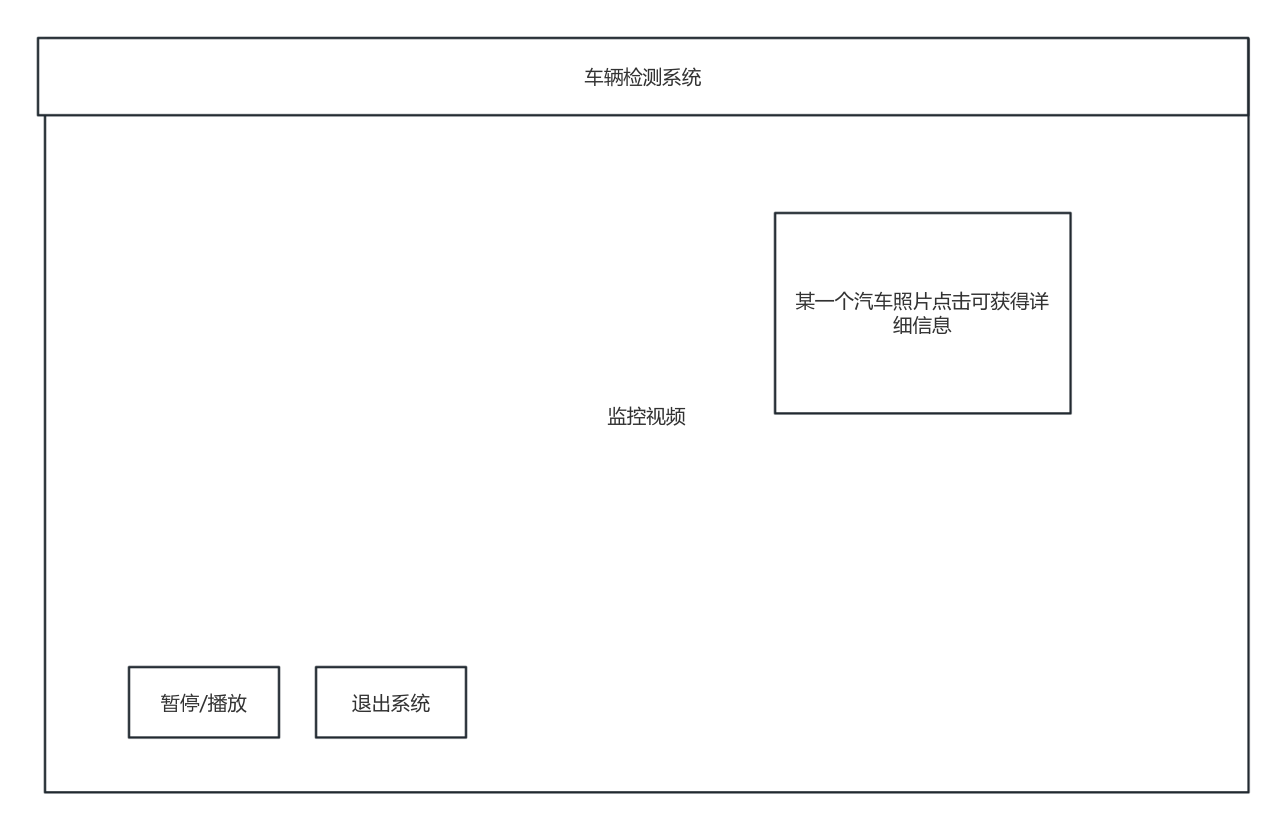 车辆检测系统
某一个汽车照片点击可获得详
细信息
监控视频
暂停/播放
退出系统